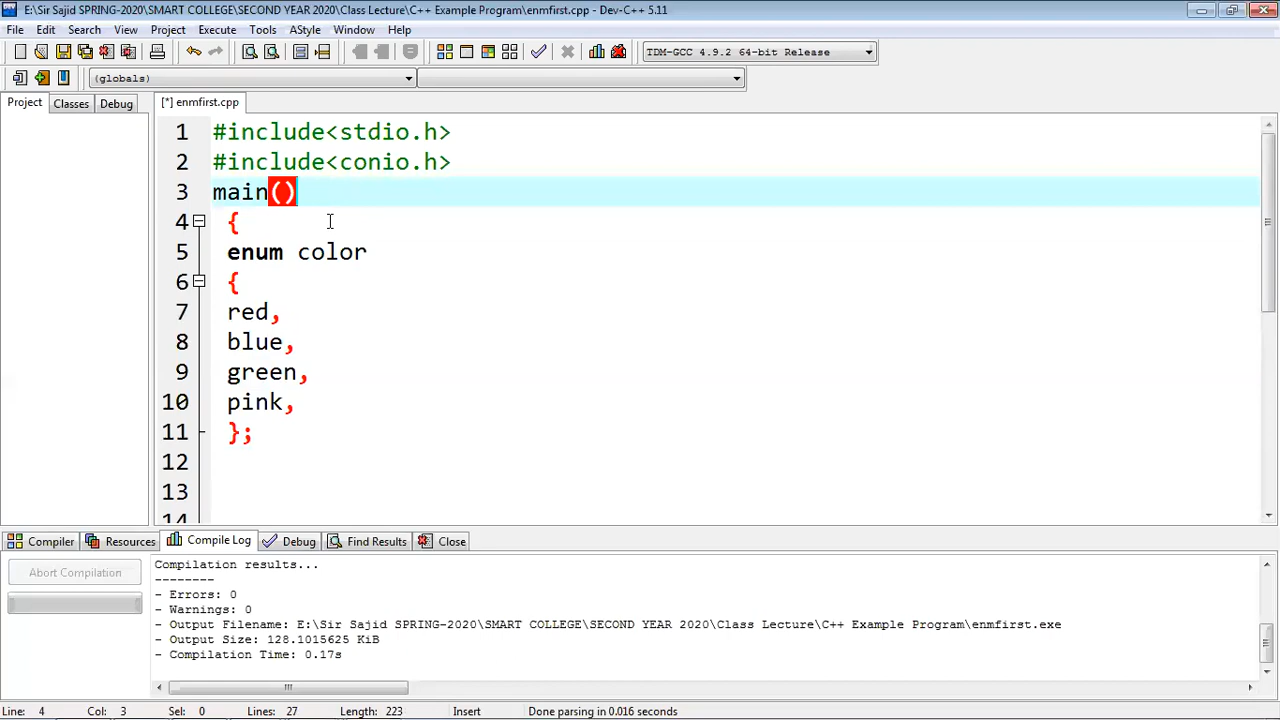 E:\Sir Sajid SPRING-2020\SMART COLLEGE\SECOND YEAR 2020\Class Lecture\C++ Example Program\enmfirst.cpp - Dev-C++ 5.11
File Edit Search View Project Execute Tools AStyle Window Help
TDM-GCC 4.9.2 64-bit Release
(globals)
Project Classes Debug [*] enmfirst.cpp
1 #include<stdio.h>
2 #include<conio.h>
3 main()
4 {
5 enum color
6 {
7 red,
8 blue,
9 green,
10 pink,
11 };
12
13
14
Compiler Resources Compile Log Debug Find Results Close
Abort Compilation
Compilation results...
--------
- Errors: 0
- Warnings: 0
- Output Filename: E:\Sir Sajid SPRING-2020\SMART COLLEGE\SECOND YEAR 2020\Class Lecture\C++ Example Program\enmfirst.exe
- Output Size: 128.1015625 KiB
- Compilation Time: 0.17s
Line: 4 Col: 3 Sel: 0 Lines: 27 Length: 223 Insert Done parsing in 0.016 seconds